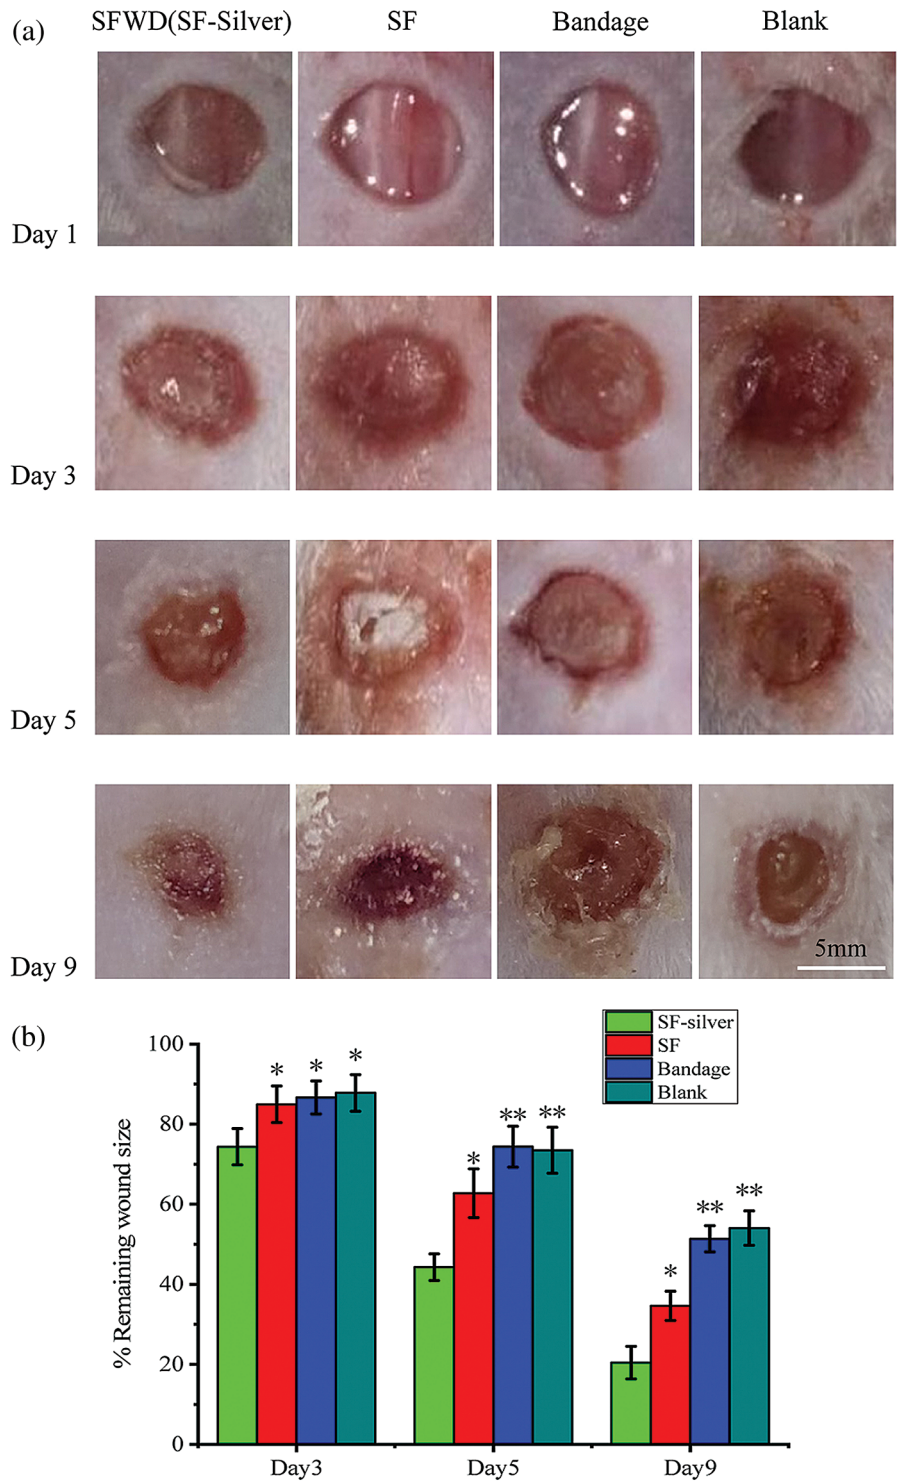 (a) SFWD(SF-Silver) SF Bandage Blank
Day 1
Day 3
Day 5
Day 9
5mm
(b)
SF-silver
SF
Bandage
Blank
% Remaining wound size
100
80
60
40
20
0
* * *
* ** **
* ** **
Day3 Day5 Day9